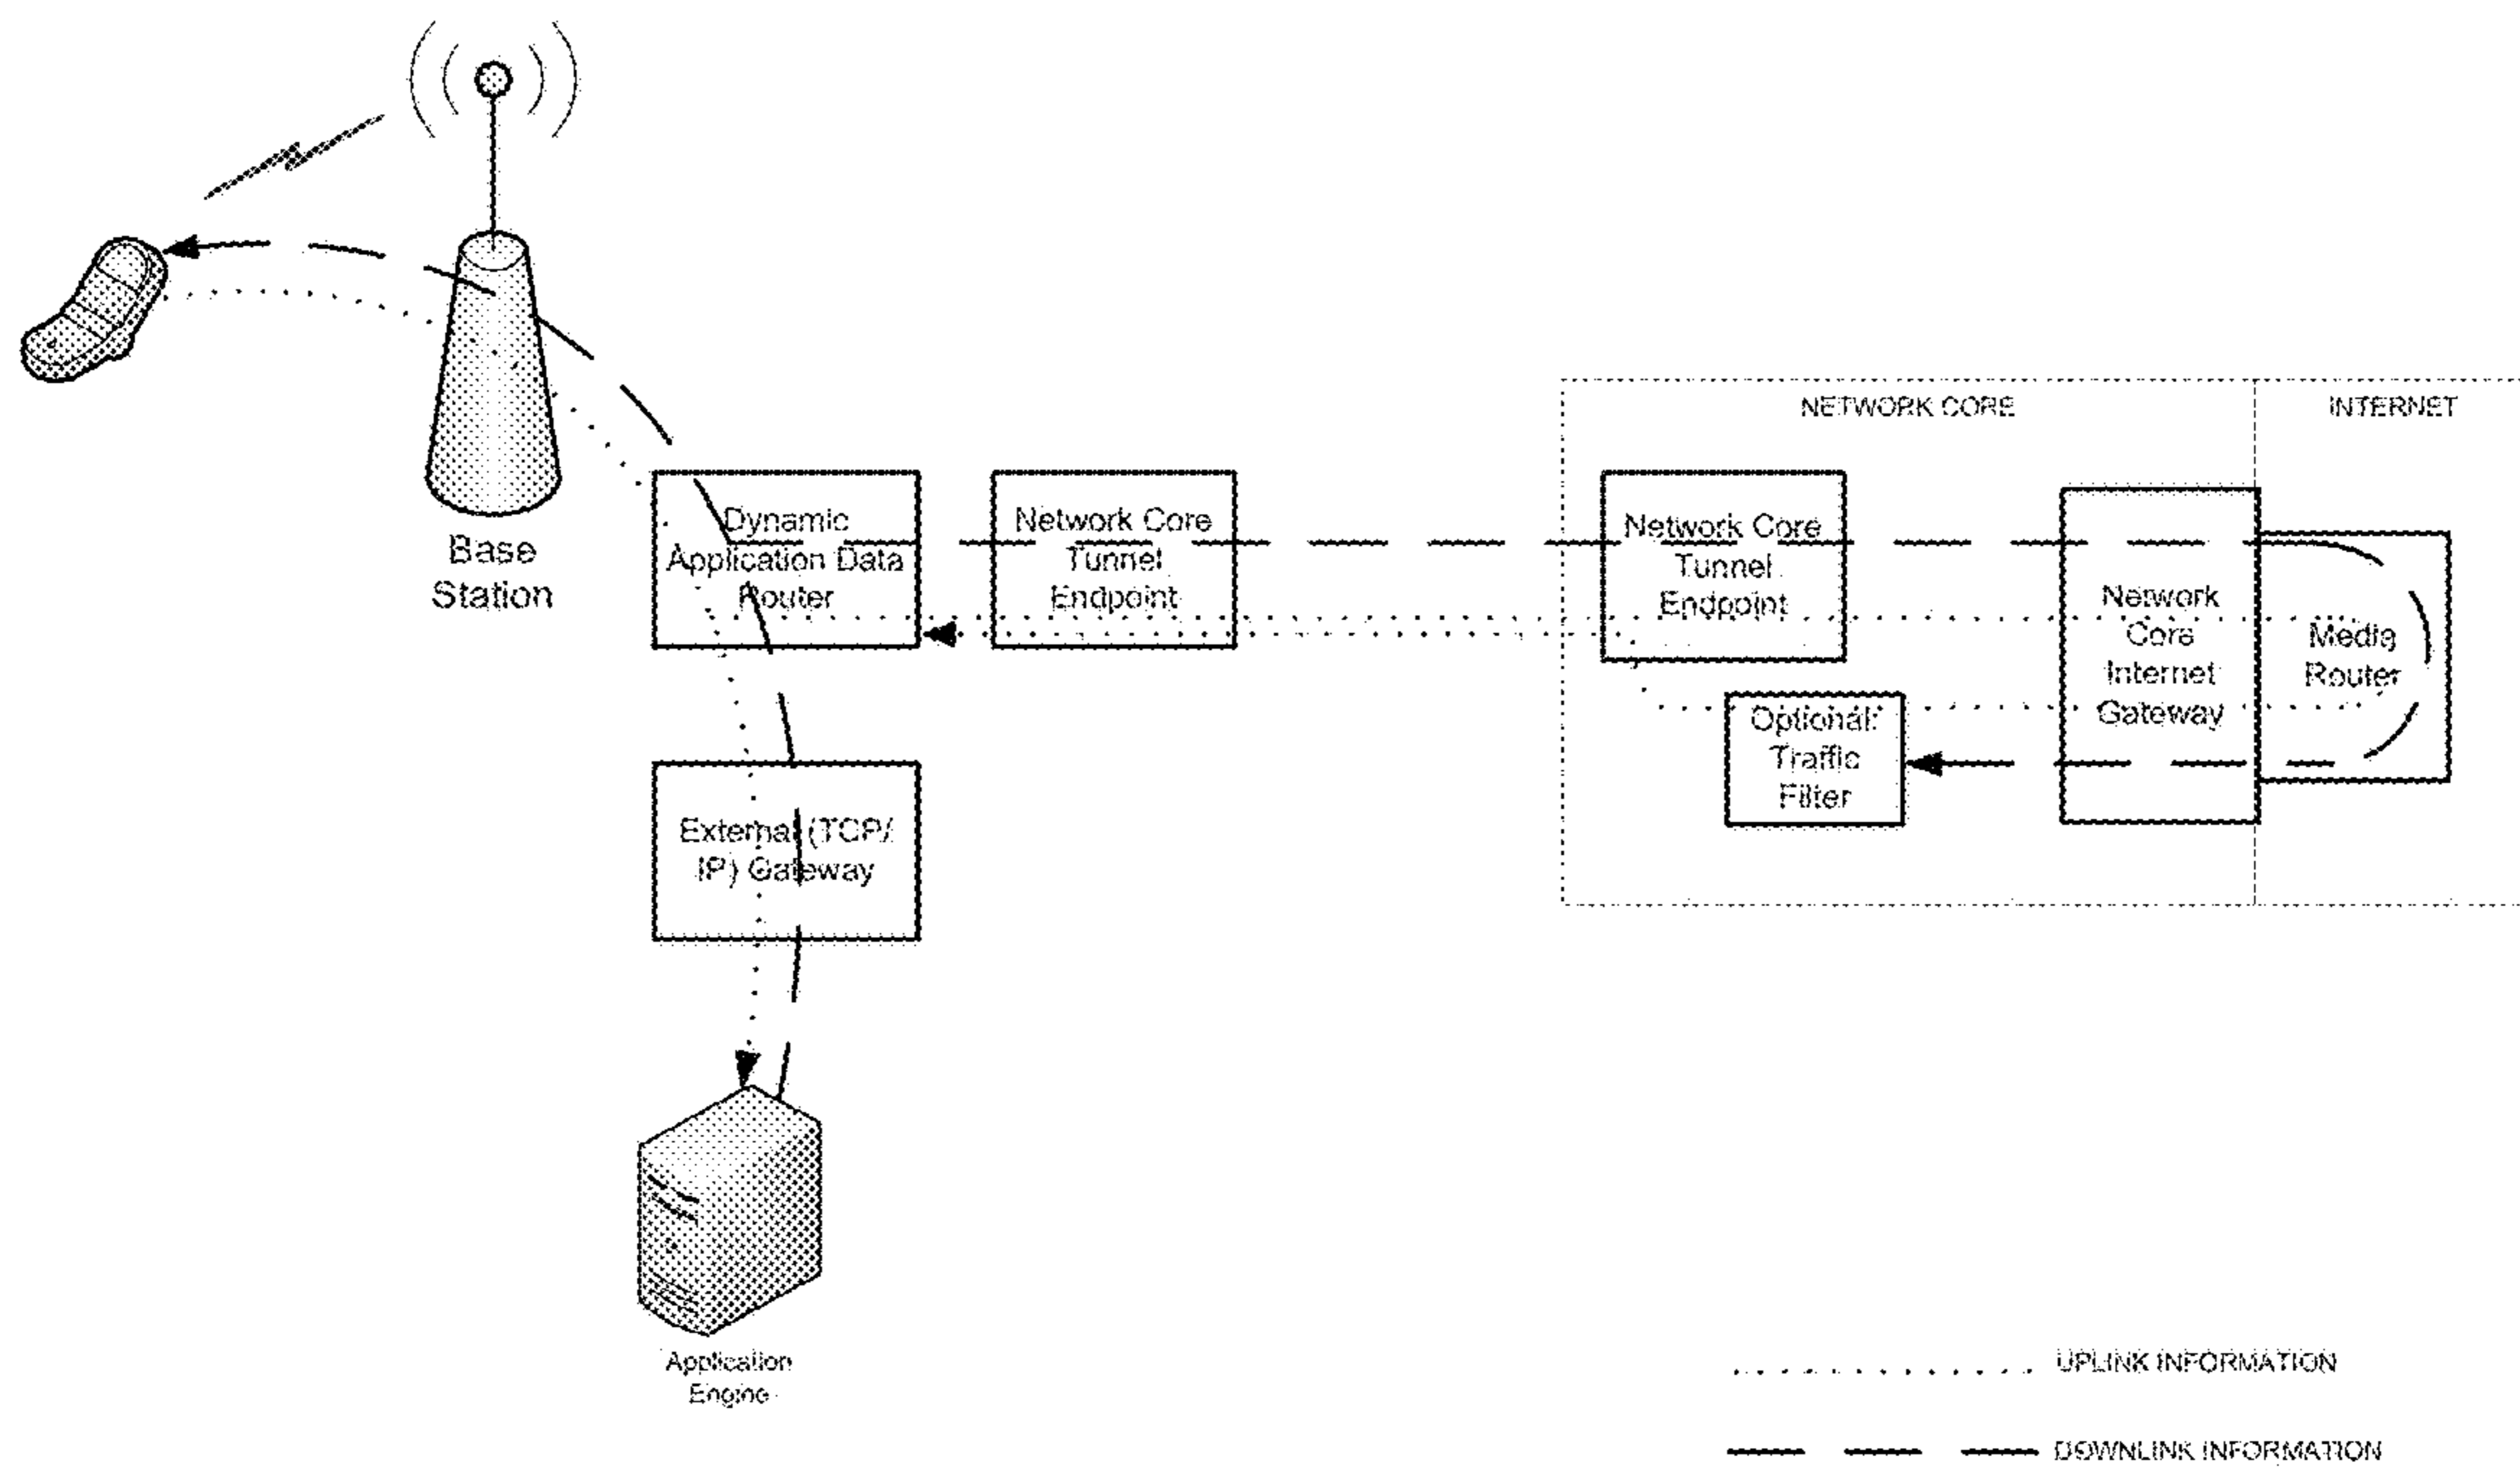 NETWORK CORE
INTERNET
Base
Station
Dynamic
Application Data
Router
Network Core
Tunnel
Endpoint
Network Core
Tunnel
Endpoint
Network
Core
Internet
Gateway
Media
Router
Optional:
Traffic
Filter
External (TCP/
IP) Gateway
Application
Engine
UPLINK INFORMATION
DOWNLINK INFORMATION